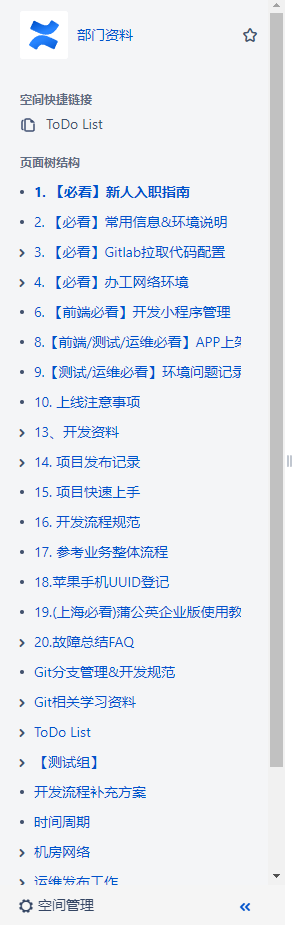 部门资料
空间快捷链接
ToDo List
页面树结构
1. 【必看】新人入职指南
2. 【必看】常用信息&环境说明
3. 【必看】Gitlab拉取代码配置
4. 【必看】办工网络环境
6. 【前端必看】开发小程序管理
8.【前端/测试/运维必看】APP上架
9.【测试/运维必看】环境问题记录
10. 上线注意事项
13、开发资料
14. 项目发布记录
15. 项目快速上手
16. 开发流程规范
17. 参考业务整体流程
18.苹果手机UUID登记
19.(上海必看)蒲公英企业版使用教
20.故障总结FAQ
Git分支管理&开发规范
Git相关学习资料
ToDo List
【测试组】
开发流程补充方案
时间周期
机房网络
运维发布工作
空间管理